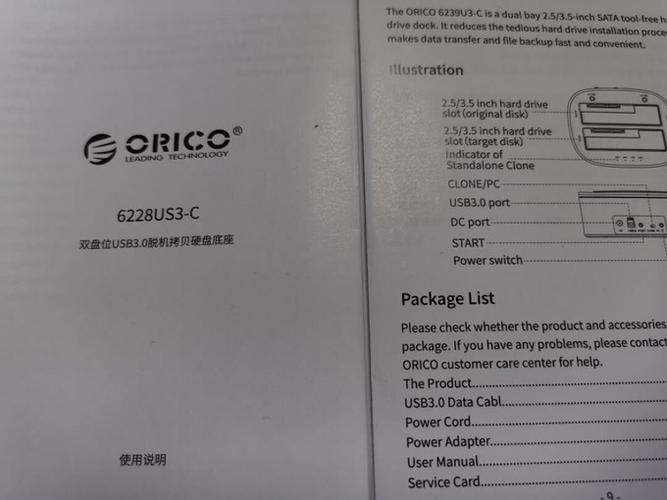 ORICO®
LEADING TECHNOLOGY
6228US3-C
双盘位USB3.0脱机拷贝硬盘底座
使用说明
The ORICO 6239U3-C is a dual bay 2.5/3.5-inch SATA tool-free h
drive dock. It reduces the tedious hard drive installation proce
makes data transfer and file backup fast and convenient.
Illustration
2.5/3.5 inch hard drive
slot (original disk)
2.5/3.5 inch hard drive
slot (target disk)
Indicator of
Standalone Clone
CLONE/PC
USB3.0 port
DC port
START
Power switch
Package List
Please check whether the product and accessories
package. If you have any problems, please contact
ORICO customer care center for help.
The Product
USB3.0 Data Cabl
Power Cord
Power Adapter
User Manual
Service Card
- 9 -